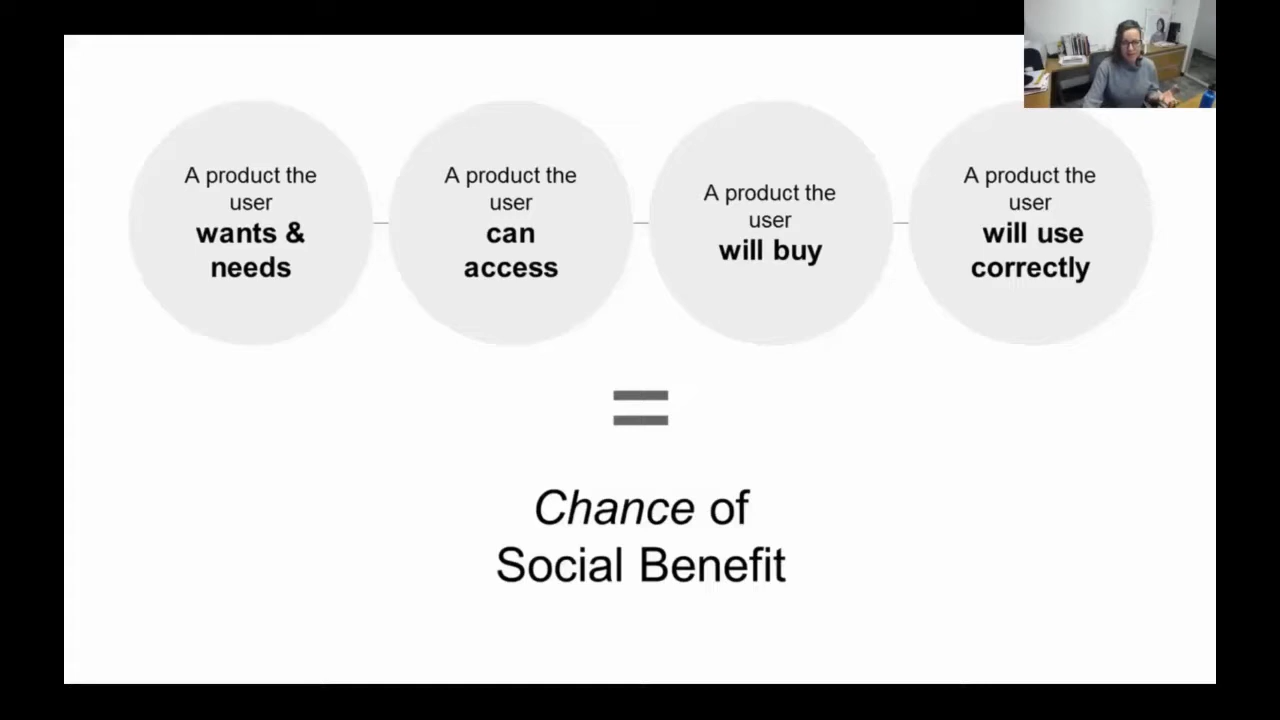 A product the
user
wants &
needs
A product the
user
can
access
A product the
user
will buy
A product the
user
will use
correctly
=
Chance of
Social Benefit